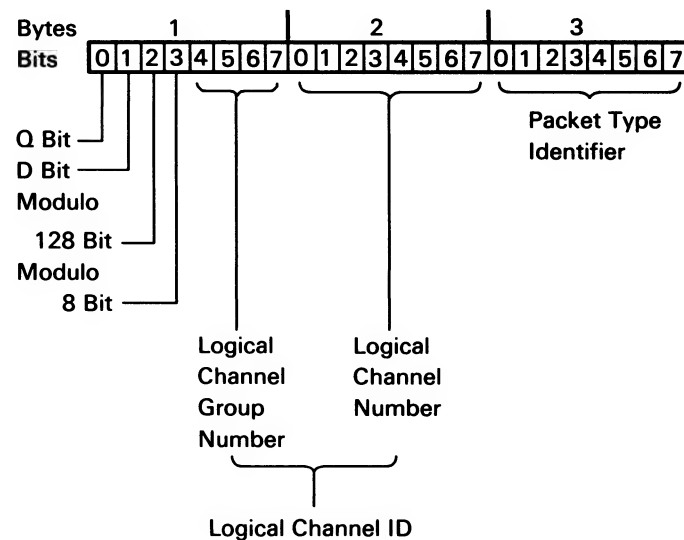 Bytes 1 2 3
Bits 0 1 2 3 4 5 6 7 0 1 2 3 4 5 6 7 0 1 2 3 4 5 6 7
Packet Type
Identifier
Q Bit
D Bit
Modulo
128 Bit
Modulo
8 Bit
Logical
Channel
Group
Number
Logical
Channel
Number
Logical Channel ID